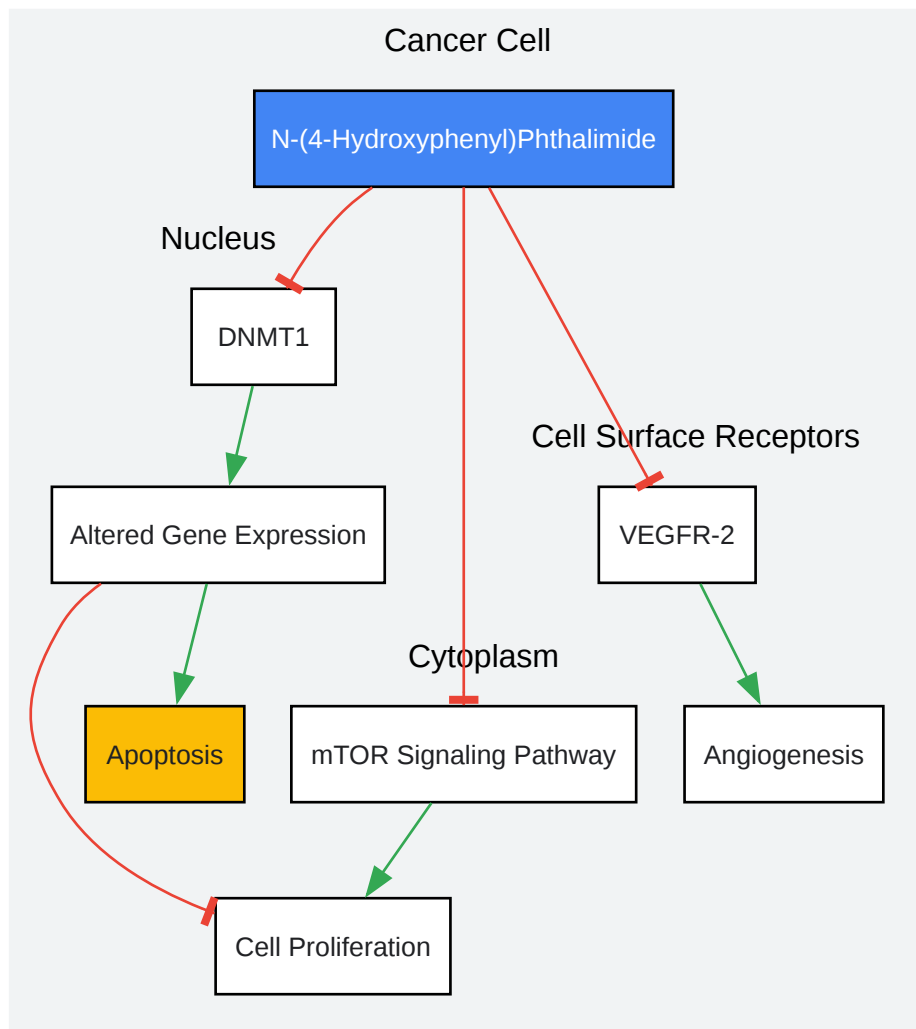 Cancer Cell
N-(4-Hydroxyphenyl)Phthalimide
Nucleus
DNMT1
Cell Surface Receptors
Altered Gene Expression
VEGFR-2
Cytoplasm
Apoptosis
mTOR Signaling Pathway
Angiogenesis
Cell Proliferation